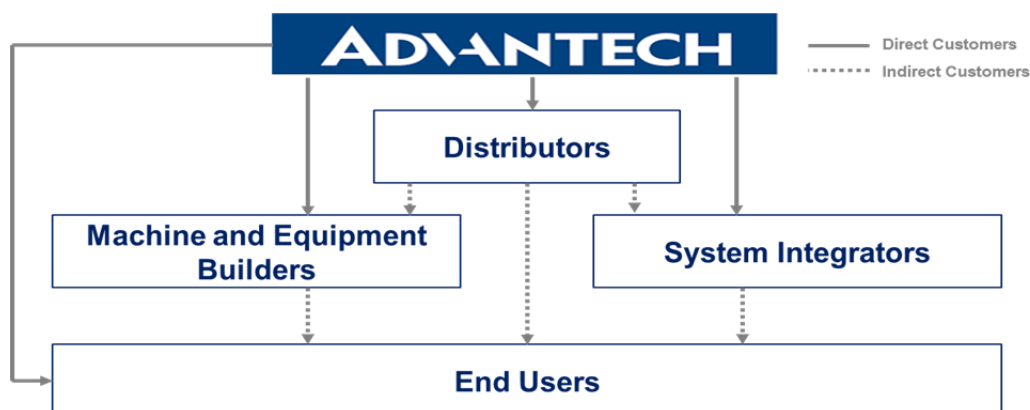 ADVANTECH
Direct Customers
Indirect Customers
Distributors
Machine and Equipment
Builders
System Integrators
End Users